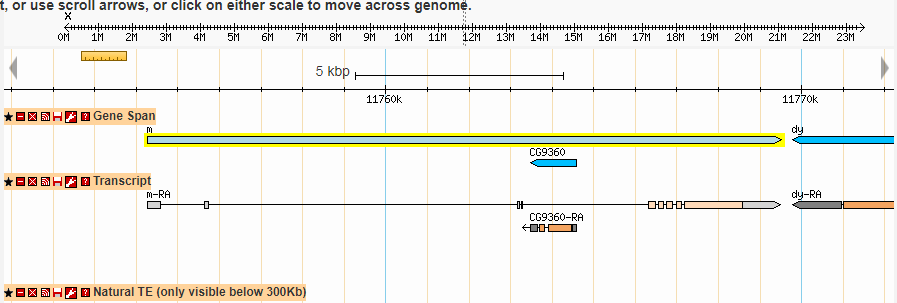 t, or use scroll arrows, or click on either scale to move across genome.
X
0M 1M 2M 3M 4M 5M 6M 7M 8M 9M 10M 11M 12M 13M 14M 15M 16M 17M 18M 19M 20M 21M 22M 23M
5 kbp
11760k 11770k
Gene Span
m dy
CG9360
Transcript
m-RA dy-RA
CG9360-RA
Natural TE (only visible below 300Kb)